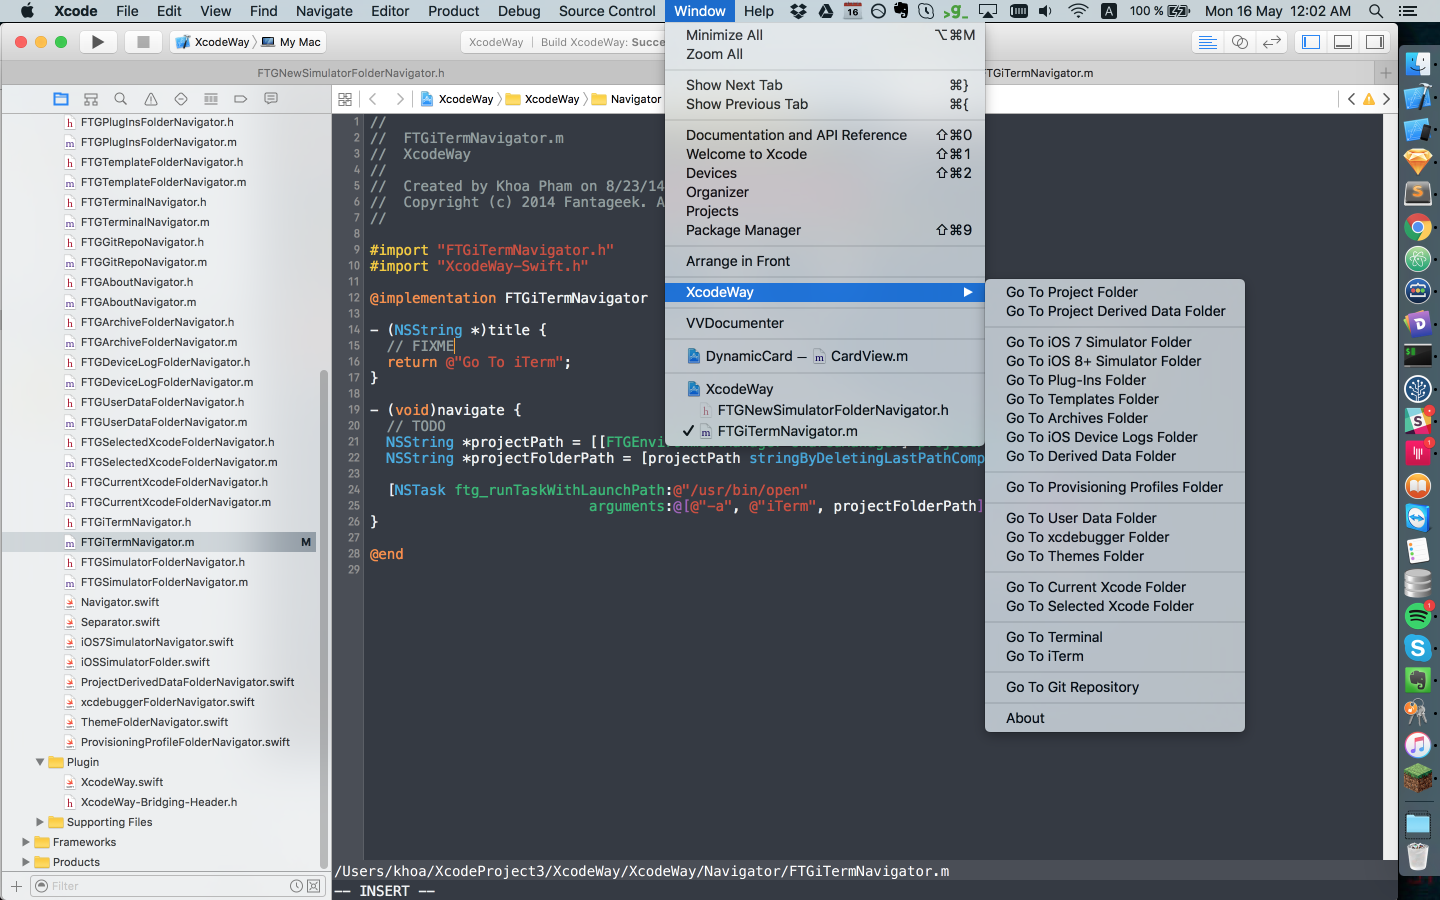 Xcode File Edit View Find Navigate Editor Product Debug Source Control Window Help 100 % Mon 16 May 12:02 AM
XcodeWay My Mac
XcodeWay | Build XcodeWay: Succe
FTGNewSimulatorFolderNavigator.h
FTGiTermNavigator.m
XcodeWay XcodeWay Navigator
FTGPlugInsFolderNavigator.h
FTGPlugInsFolderNavigator.m
FTGTemplateFolderNavigator.h
FTGTemplateFolderNavigator.m
FTGTerminalNavigator.h
FTGTerminalNavigator.m
FTGGitRepoNavigator.h
FTGGitRepoNavigator.m
FTGAboutNavigator.h
FTGAboutNavigator.m
FTGArchiveFolderNavigator.h
FTGArchiveFolderNavigator.m
FTGDeviceLogFolderNavigator.h
FTGDeviceLogFolderNavigator.m
FTGUserDataFolderNavigator.h
FTGUserDataFolderNavigator.m
FTGSelectedXcodeFolderNavigator.h
FTGSelectedXcodeFolderNavigator.m
FTGCurrentXcodeFolderNavigator.h
FTGCurrentXcodeFolderNavigator.m
FTGiTermNavigator.h
FTGiTermNavigator.m M
FTGSimulatorFolderNavigator.h
FTGSimulatorFolderNavigator.m
Navigator.swift
Separator.swift
iOS7SimulatorNavigator.swift
iOSSimulatorFolder.swift
ProjectDerivedDataFolderNavigator.swift
xcdebuggerFolderNavigator.swift
ThemeFolderNavigator.swift
ProvisioningProfileFolderNavigator.swift
Plugin
XcodeWay.swift
XcodeWay-Bridging-Header.h
Supporting Files
Frameworks
Products
Filter
1 //
2 //  FTGiTermNavigator.m
3 //  XcodeWay
4 //
5 //  Created by Khoa Pham on 8/23/14
6 //  Copyright (c) 2014 Fantageek. A
7 //
8
9 #import "FTGiTermNavigator.h"
10 #import "XcodeWay-Swift.h"
11
12 @implementation FTGiTermNavigator
13
14 - (NSString *)title {
15   // FIXME
16   return @"Go To iTerm";
17 }
18
19 - (void)navigate {
20   // TODO
21   NSString *projectPath = [[FTGEnvironmentManager sharedManager] projec
22   NSString *projectFolderPath = [projectPath stringByDeletingLastPathComp
23
24   [NSTask ftg_runTaskWithLaunchPath:@"/usr/bin/open"
25                           arguments:@[@"-a", @"iTerm", projectFolderPath]
26 }
27
28 @end
29
/Users/khoa/XcodeProject3/XcodeWay/XcodeWay/Navigator/FTGiTermNavigator.m
-- INSERT --
Minimize All ⌥⌘M
Zoom All
Show Next Tab ⌘}
Show Previous Tab ⌘{
Documentation and API Reference ⇧⌘0
Welcome to Xcode ⇧⌘1
Devices ⇧⌘2
Organizer
Projects
Package Manager ⇧⌘9
Arrange in Front
XcodeWay
VVDocumenter
DynamicCard — CardView.m
XcodeWay
FTGNewSimulatorFolderNavigator.h
✓ FTGiTermNavigator.m
Go To Project Folder
Go To Project Derived Data Folder
Go To iOS 7 Simulator Folder
Go To iOS 8+ Simulator Folder
Go To Plug-Ins Folder
Go To Templates Folder
Go To Archives Folder
Go To iOS Device Logs Folder
Go To Derived Data Folder
Go To Provisioning Profiles Folder
Go To User Data Folder
Go To xcdebugger Folder
Go To Themes Folder
Go To Current Xcode Folder
Go To Selected Xcode Folder
Go To Terminal
Go To iTerm
Go To Git Repository
About